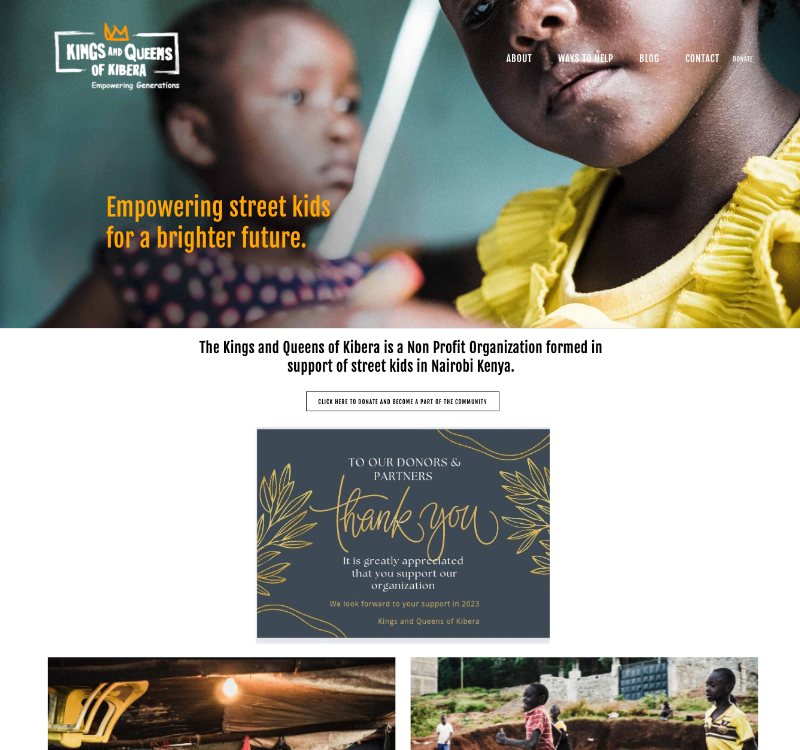 KINGS AND QUEENS
OF KIBERA
Empowering Generations
ABOUT
WAYS TO HELP
BLOG
CONTACT
DONATE
Empowering street kids
for a brighter future.
The Kings and Queens of Kibera is a Non Profit Organization formed in
support of street kids in Nairobi Kenya.
CLICK HERE TO DONATE AND BECOME A PART OF THE COMMUNITY
TO OUR DONORS &
PARTNERS
thank you
It is greatly appreciated
that you support our
organization
We look forward to your support in 2023
Kings and Queens of Kibera